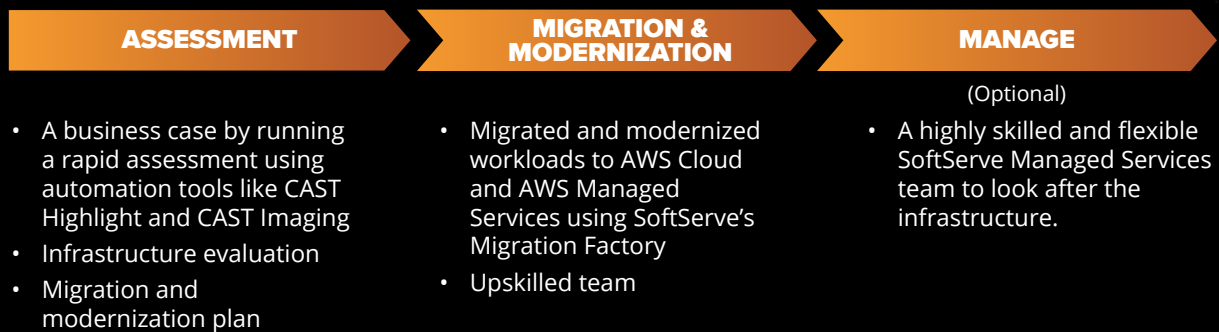 ASSESSMENT
• A business case by running
a rapid assessment using
automation tools like CAST
Highlight and CAST Imaging
• Infrastructure evaluation
• Migration and
modernization plan
MIGRATION &
MODERNIZATION
• Migrated and modernized
workloads to AWS Cloud
and AWS Managed
Services using SoftServe’s
Migration Factory
• Upskilled team
MANAGE
(Optional)
• A highly skilled and flexible
SoftServe Managed Services
team to look after the
infrastructure.